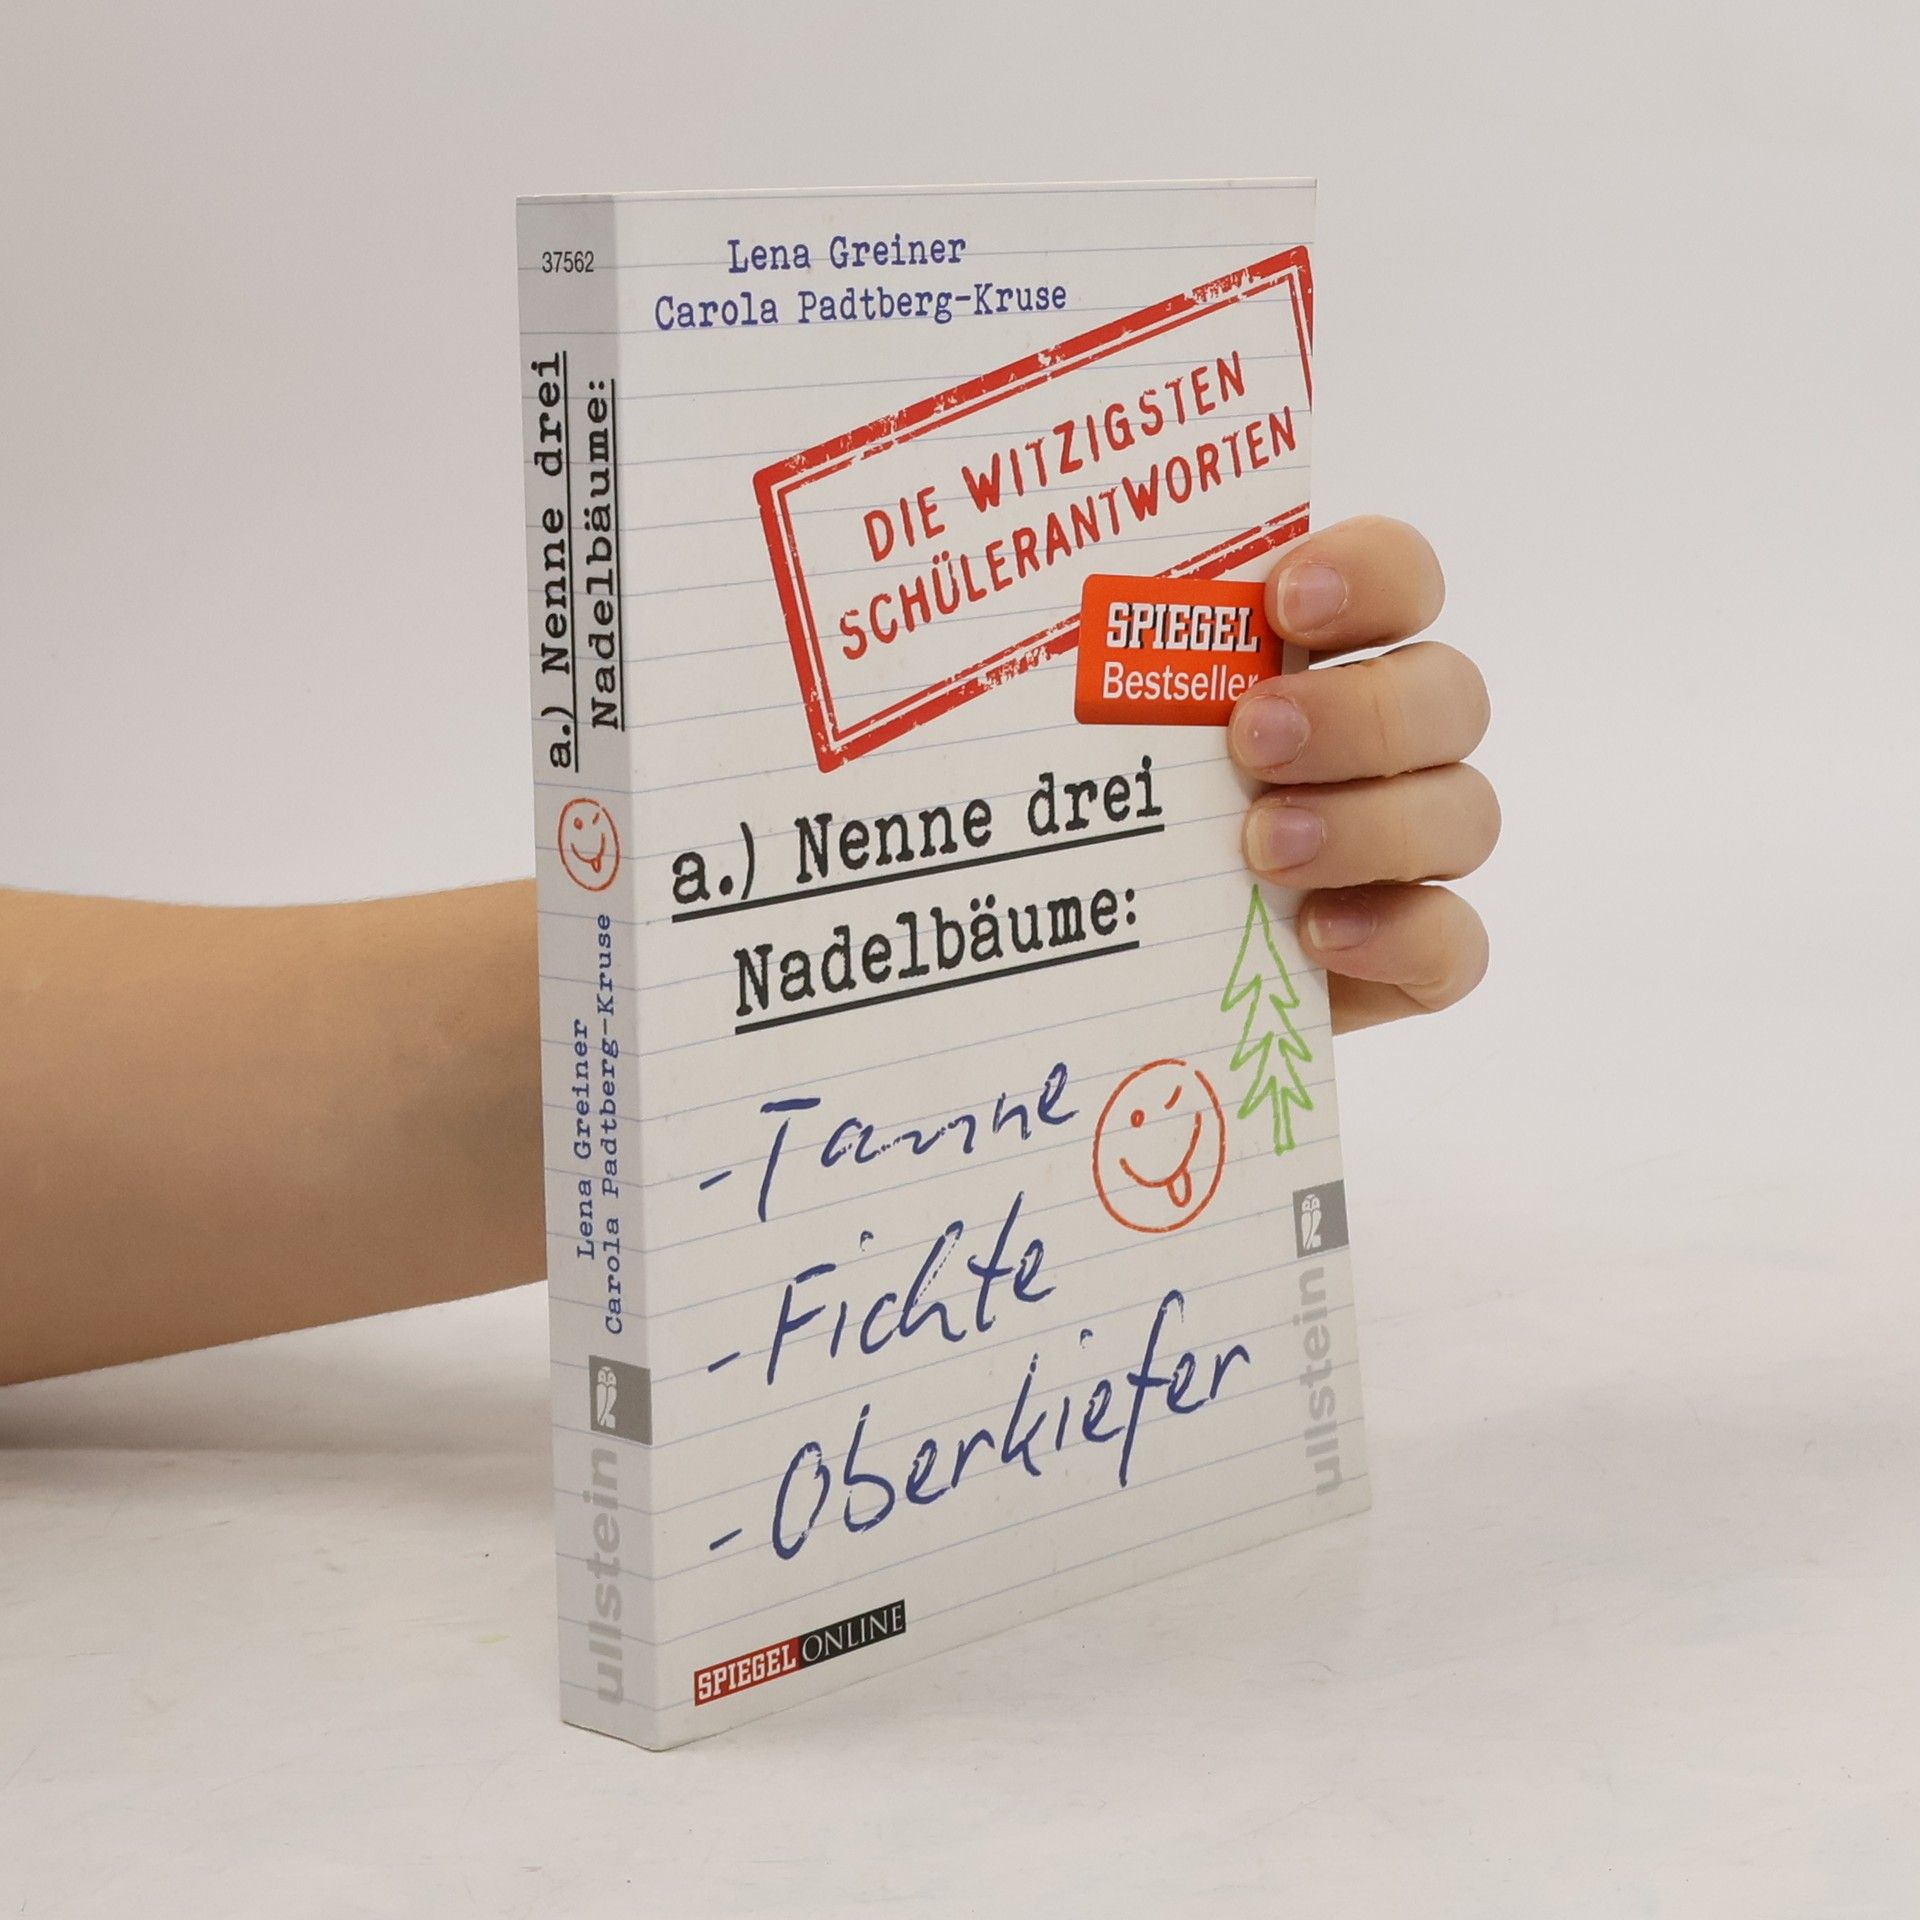 37562
a.) Nenne drei
Nadelbäume:
Lena Greiner
Carola Padtberg-Kruse
ullstein
Lena Greiner
Carola Padtberg-Kruse
DIE WITZIGSTEN
SCHÜLERANTWORTEN
SPIEGEL
Bestseller
a.) Nenne drei
Nadelbäume:
-Tanne
-Fichte
-Oberkiefer
ullstein
SPIEGEL ONLINE